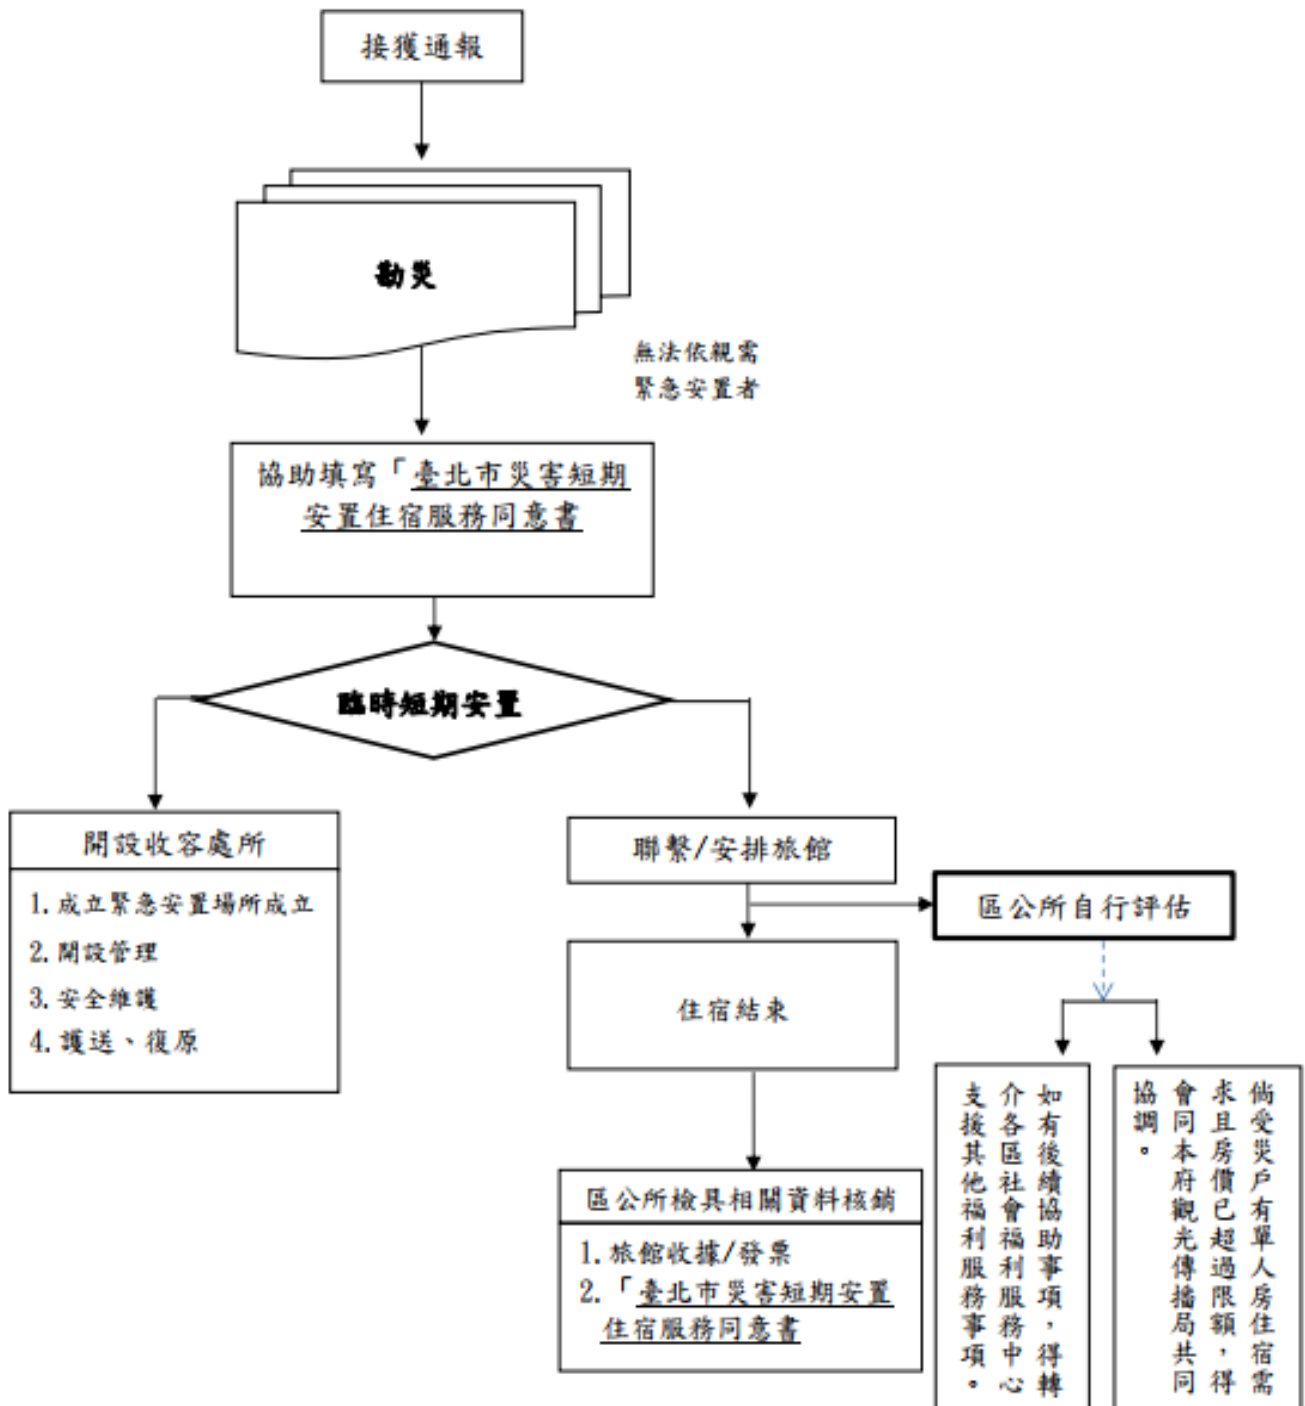 接獲通報
勘災
無法依親需
緊急安置者
協助填寫「臺北市災害短期
安置住宿服務同意書
臨時短期安置
開設收容處所
1.成立緊急安置場所成立
2.開設管理
3.安全維護
4.護送、復原
聯繫/安排旅館
區公所自行評估
住宿結束
區公所檢具相關資料核銷
1.旅館收據/發票
2.「臺北市災害短期安置
住宿服務同意書
如有後續協助事項，得轉
介各區社會福利服務中心
支援其他福利服務事項。
倘受災戶有單人房住宿需
求且房價已超過限額，得
會同本府觀光傳播局共同
協調。